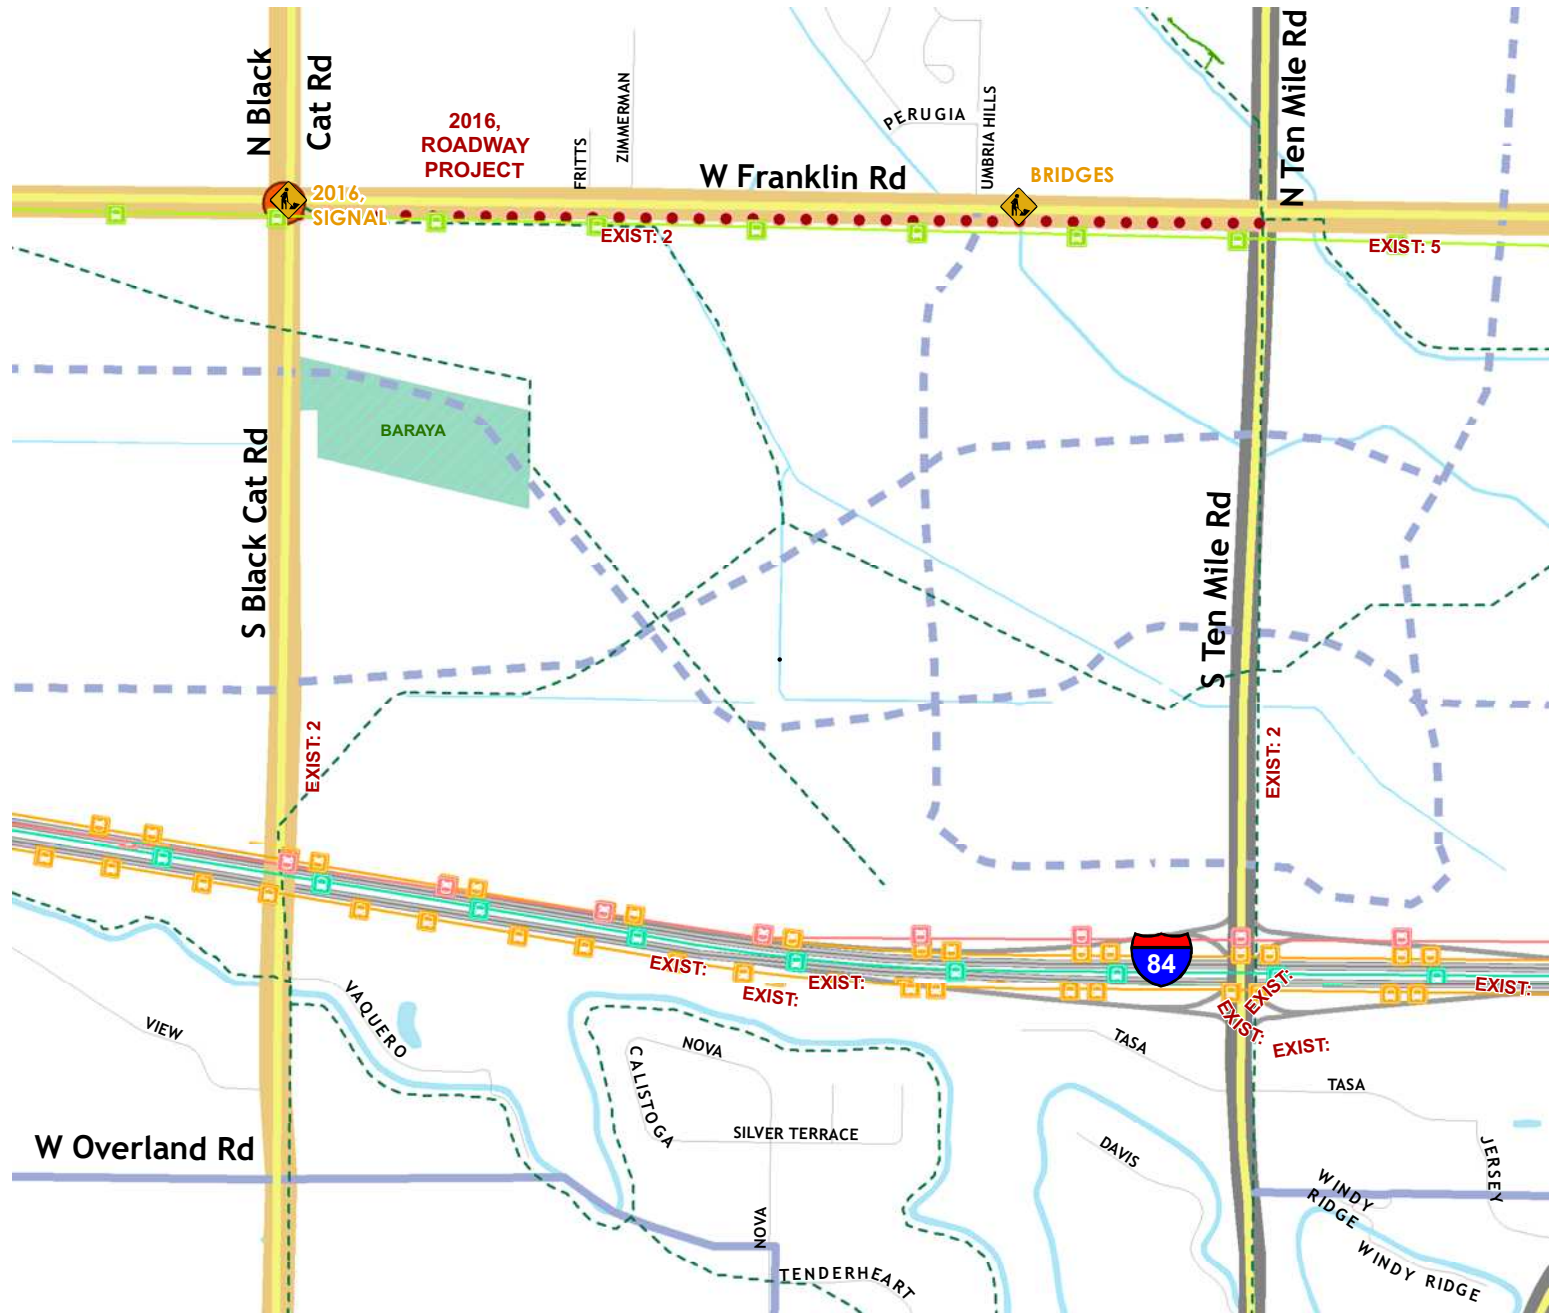 N Black
Cat Rd
2016,
ROADWAY
PROJECT
FRITTS
ZIMMERMAN
W Franklin Rd
PERUGIA
UMBRIA HILLS
BRIDGES
N Ten Mile Rd
2016,
SIGNAL
EXIST: 2
EXIST: 5
BARAYA
S Black Cat Rd
S Ten Mile Rd
EXIST: 2
EXIST: 2
84
EXIST:
EXIST:
EXIST:
EXIST:
EXIST:
EXIST:
EXIST:
VIEW
VAQUERO
NOVA
CALISTOGA
SILVER TERRACE
TASA
TASA
W Overland Rd
DAVIS
JERSEY
WINDY
RIDGE
NOVA
WINDY RIDGE
TENDERHEART